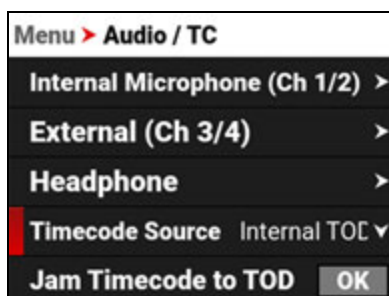 Menu > Audio / TC
Internal Microphone (Ch 1/2) >
External (Ch 3/4) >
Headphone >
Timecode Source Internal TOD
Jam Timecode to TOD OK